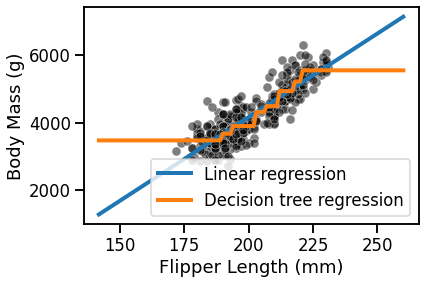 6000
4000
2000
Body Mass (g)
Linear regression
Decision tree regression
150
175
200
225
250
Flipper Length (mm)